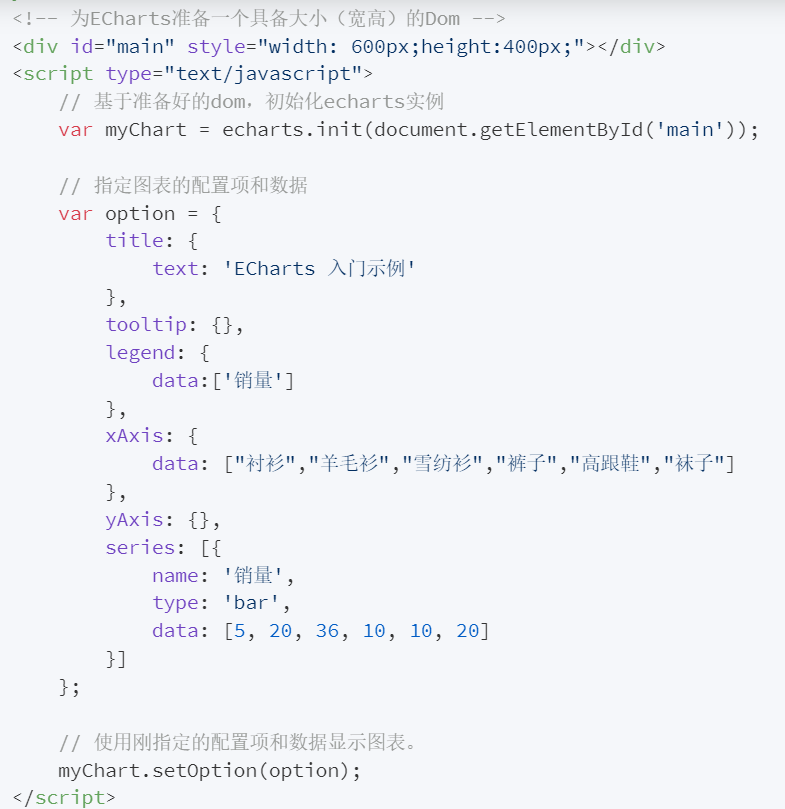 <!-- 为ECharts准备一个具备大小（宽高）的Dom -->
<div id="main" style="width: 600px;height:400px;"></div>
<script type="text/javascript">
    // 基于准备好的dom，初始化echarts实例
    var myChart = echarts.init(document.getElementById('main'));

    // 指定图表的配置项和数据
    var option = {
        title: {
            text: 'ECharts 入门示例'
        },
        tooltip: {},
        legend: {
            data:['销量']
        },
        xAxis: {
            data: ["衬衫","羊毛衫","雪纺衫","裤子","高跟鞋","袜子"]
        },
        yAxis: {},
        series: [{
            name: '销量',
            type: 'bar',
            data: [5, 20, 36, 10, 10, 20]
        }]
    };

    // 使用刚指定的配置项和数据显示图表。
    myChart.setOption(option);
</script>